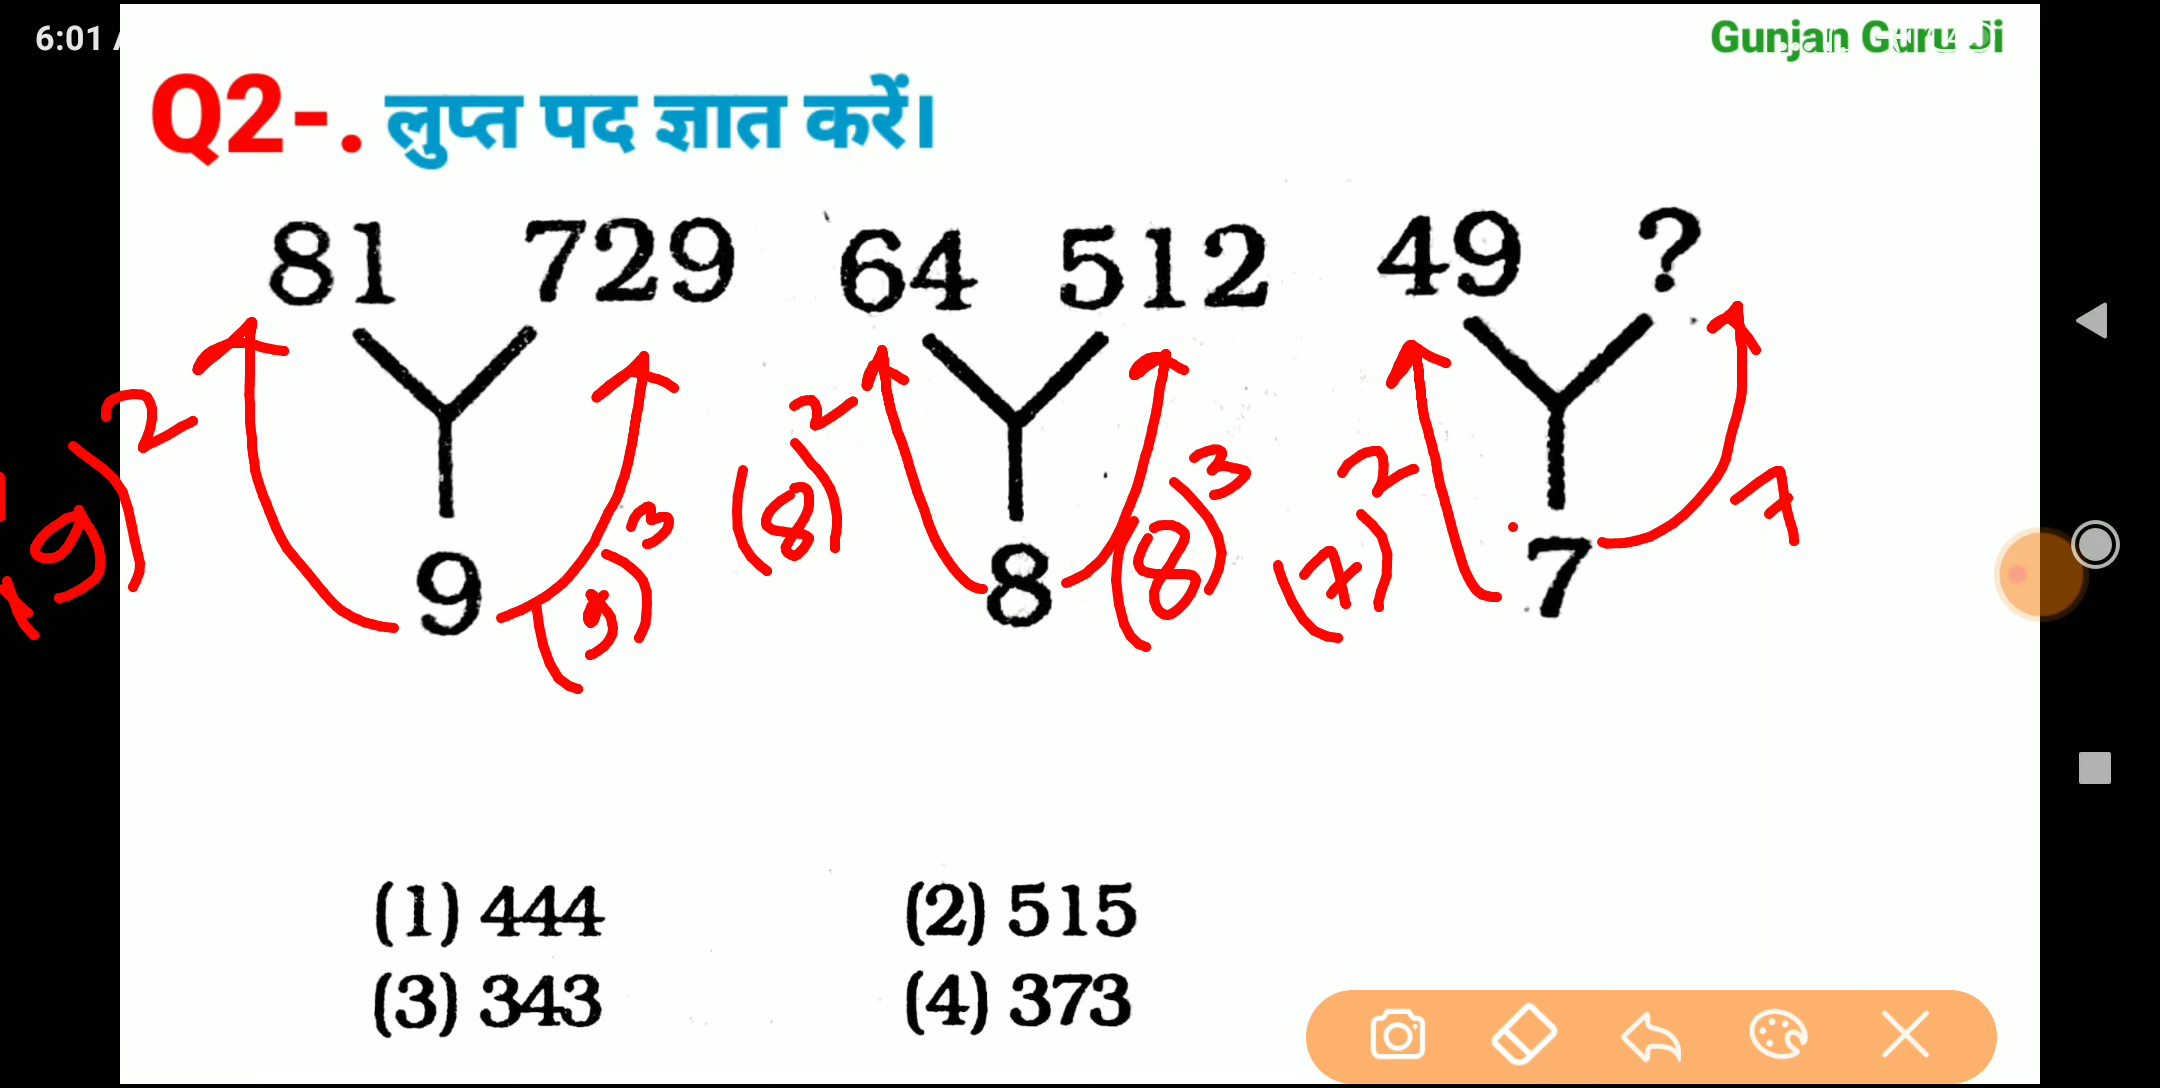 6:01
Gunjan Guru Ji
Q2-. लुप्त पद ज्ञात करें।
81 729 64 512 49 ?
(9)² (9)³ (8)² (8)³ (7)² 7
9 8 7
(1) 444 (2) 515
(3) 343 (4) 373